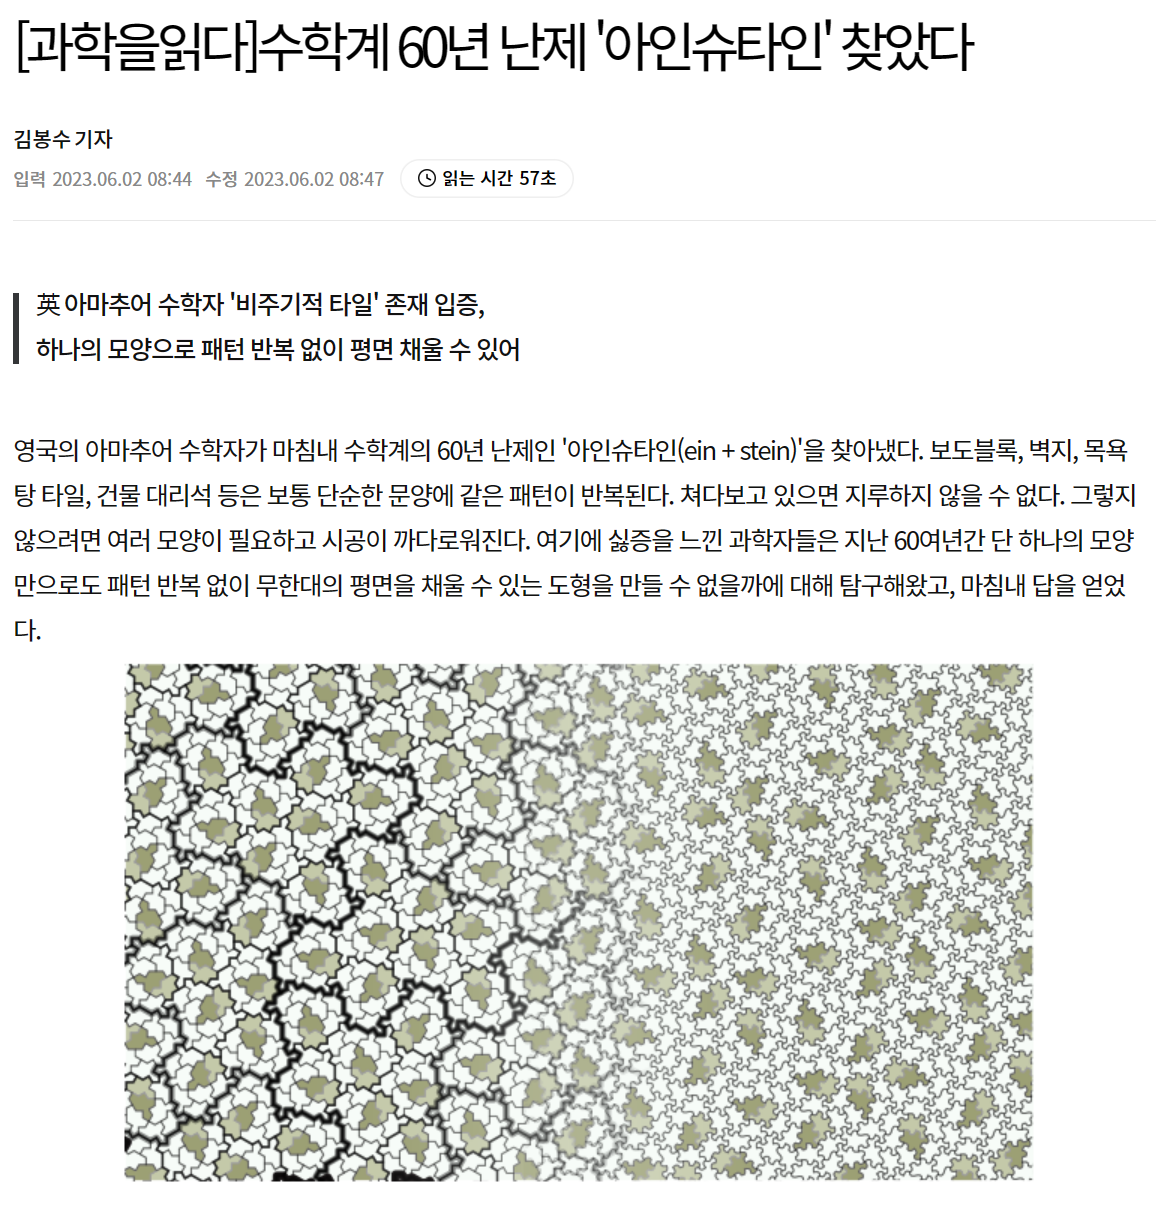 [과학을읽다]수학계 60년 난제 '아인슈타인' 찾았다
김봉수 기자
입력 2023.06.02 08:44 수정 2023.06.02 08:47 읽는 시간 57초
英 아마추어 수학자 '비주기적 타일' 존재 입증,
하나의 모양으로 패턴 반복 없이 평면 채울 수 있어
영국의 아마추어 수학자가 마침내 수학계의 60년 난제인 '아인슈타인(ein + stein)'을 찾아냈다. 보도블록, 벽지, 목욕
탕 타일, 건물 대리석 등은 보통 단순한 문양에 같은 패턴이 반복된다. 쳐다보고 있으면 지루하지 않을 수 없다. 그렇지
않으려면 여러 모양이 필요하고 시공이 까다로워진다. 여기에 싫증을 느낀 과학자들은 지난 60여년간 단 하나의 모양
만으로도 패턴 반복 없이 무한대의 평면을 채울 수 있는 도형을 만들 수 없을까에 대해 탐구해왔고, 마침내 답을 얻었
다.